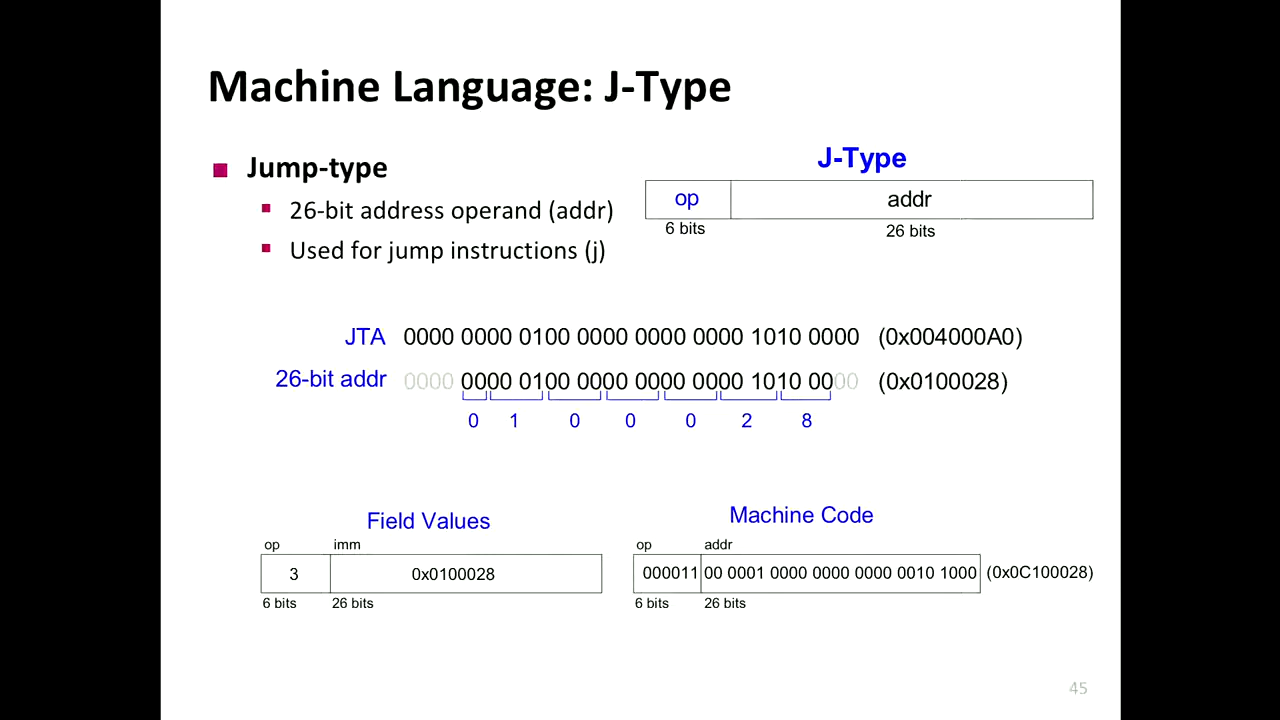 Machine Language: J-Type
Jump-type
26-bit address operand (addr)
Used for jump instructions (j)
J-Type
op addr
6 bits 26 bits
JTA 0000 0000 0100 0000 0000 0000 1010 0000 (0x004000A0)
26-bit addr 0000 0000 0100 0000 0000 0000 1010 0000 (0x0100028)
0 1 0 0 0 2 8
Field Values
op imm
3 0x0100028
6 bits 26 bits
Machine Code
op addr
000011 00 0001 0000 0000 0000 0010 1000 (0x0C100028)
6 bits 26 bits
45